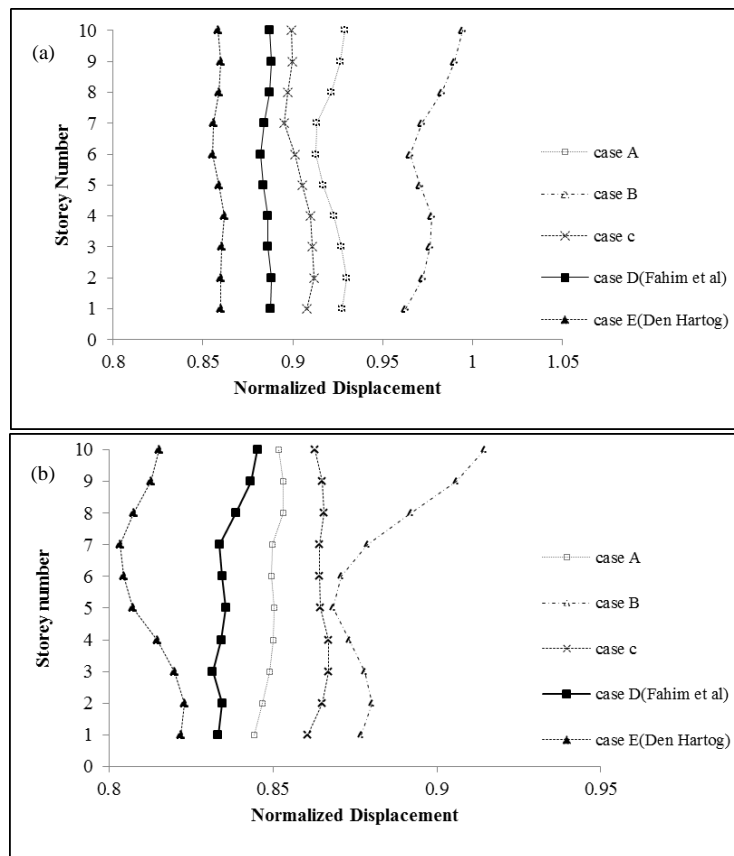 (a)
Storey Number
10
9
8
7
6
5
4
3
2
1
0
0.8 0.85 0.9 0.95 1 1.05
Normalized Displacement
case A
case B
case c
case D(Fahim et al)
case E(Den Hartog)
(b)
Storey number
10
9
8
7
6
5
4
3
2
1
0
0.8 0.85 0.9 0.95
Normalized Displacement
case A
case B
case c
case D(Fahim et al)
case E(Den Hartog)